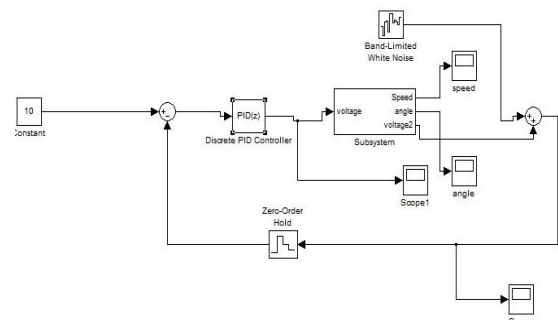 Band-Limited
White Noise
speed
10
PID(z)
voltage
Speed
angle
voltage2
Discrete PID Controller
Subsystem
Scope1
angle
Zero-Order
Hold